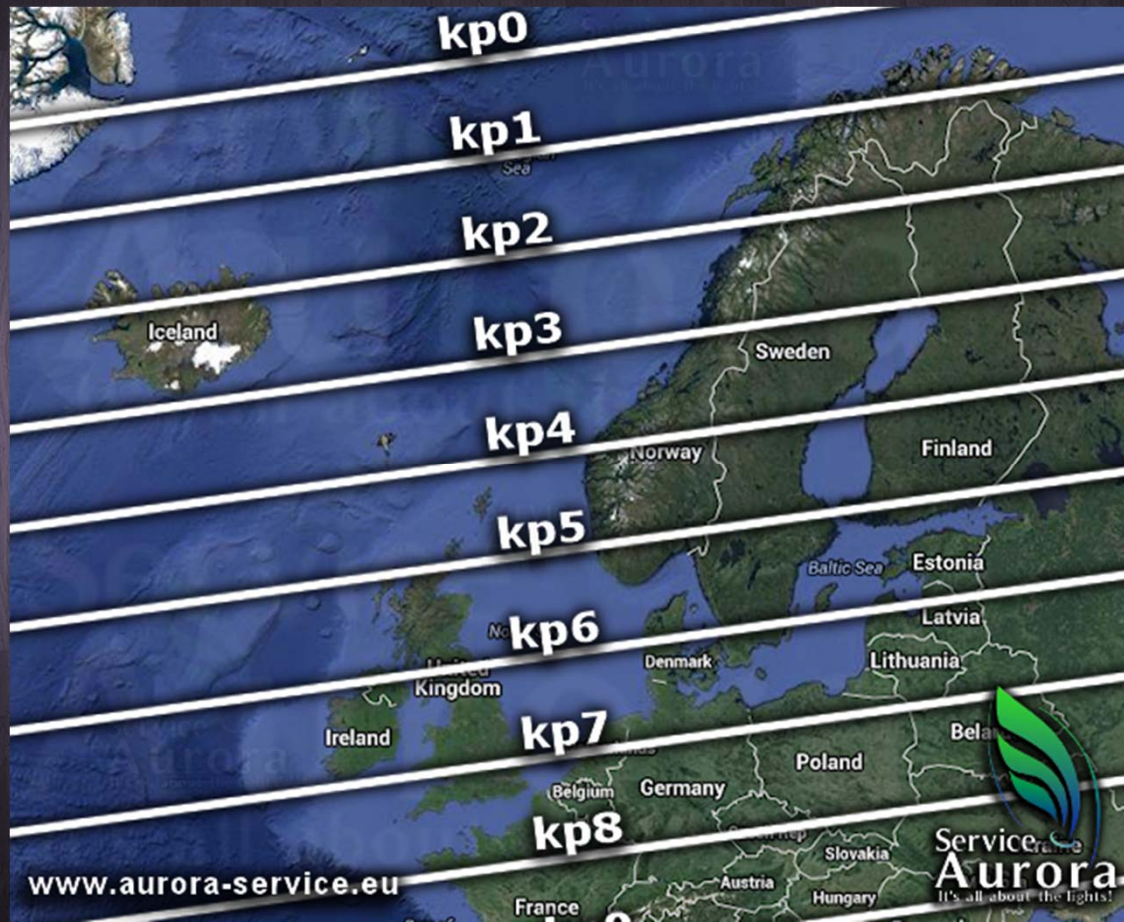 kp0
Aurora
kp1
Sea
kp2
Iceland
kp3
Sweden
kp4
Norway
Finland
kp5
Baltic Sea
Estonia
kp6
Latvia
Denmark
Lithuania
United
Kingdom
kp7
Ireland
Poland
Belgium
Germany
kp8
Service
Slovakia
Aurora
www.aurora-service.eu
Austria
Hungary
It's all about the lights!
France